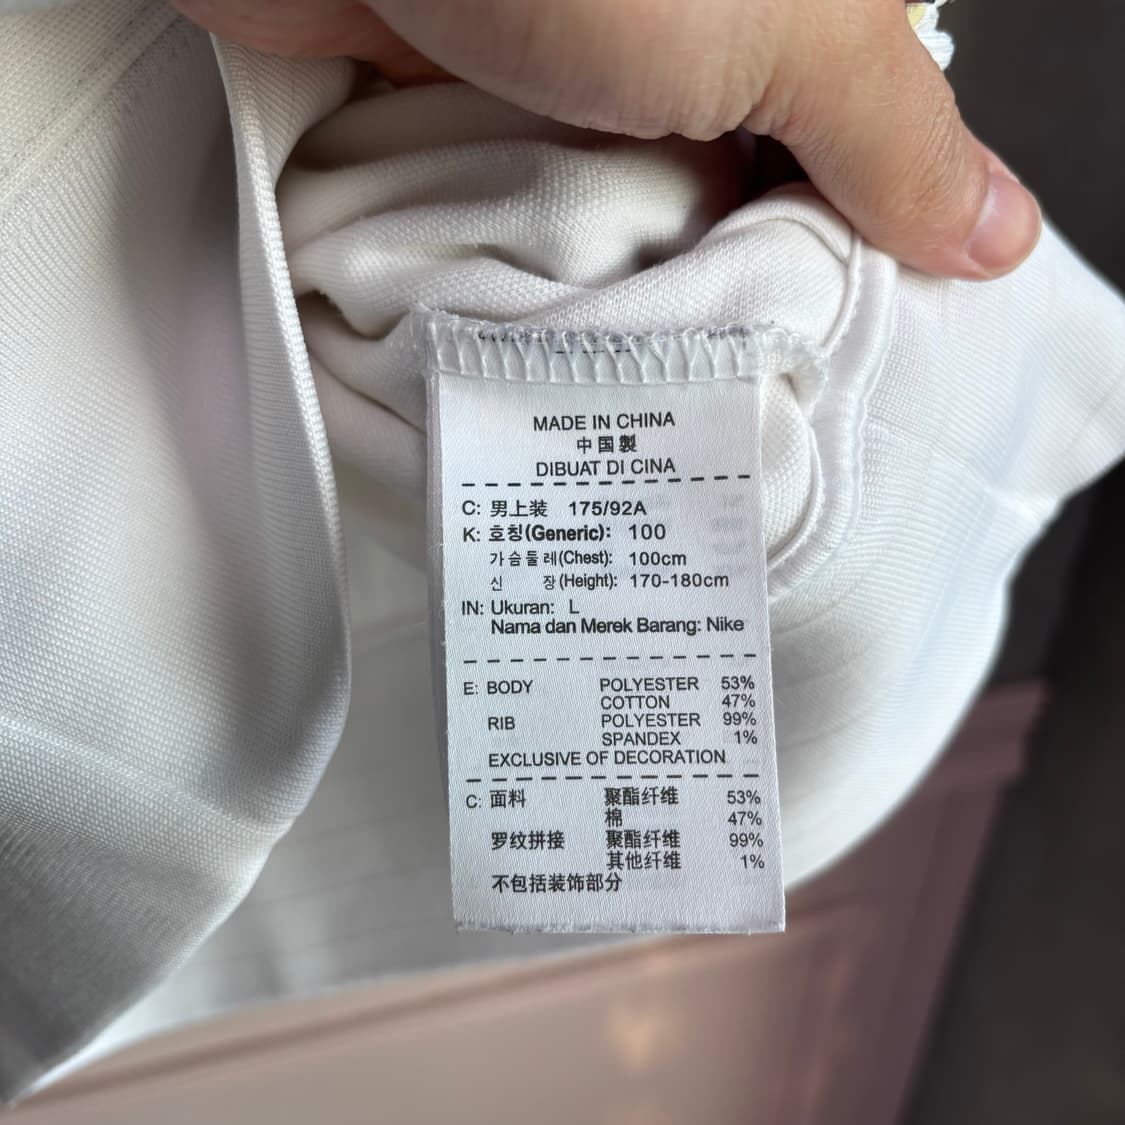 MADE IN CHINA
中国製
DIBUAT DI CINA
C: 男上装 175/92A
K: 호칭(Generic): 100
가슴둘레(Chest): 100cm
신 장(Height): 170-180cm
IN: Ukuran: L
Nama dan Merek Barang: Nike
E: BODY POLYESTER 53%
COTTON 47%
RIB POLYESTER 99%
SPANDEX 1%
EXCLUSIVE OF DECORATION
C: 面料 聚酯纤维 53%
棉 47%
罗纹拼接 聚酯纤维 99%
其他纤维 1%
不包括装饰部分